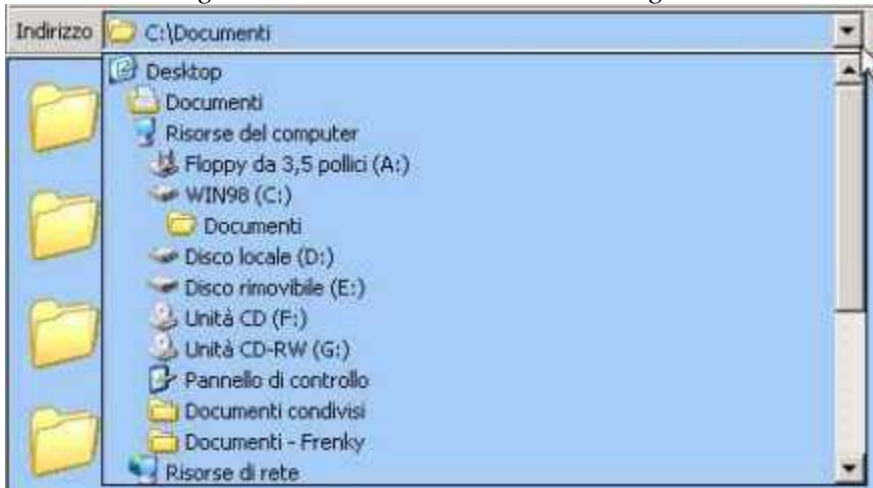 Indirizzo C:\Documenti
Desktop
Documenti
Risorse del computer
Floppy da 3,5 pollici (A:)
WIN98 (C:)
Documenti
Disco locale (D:)
Disco rimovibile (E:)
Unità CD (F:)
Unità CD-RW (G:)
Pannello di controllo
Documenti condivisi
Documenti - Frenky
Risorse di rete